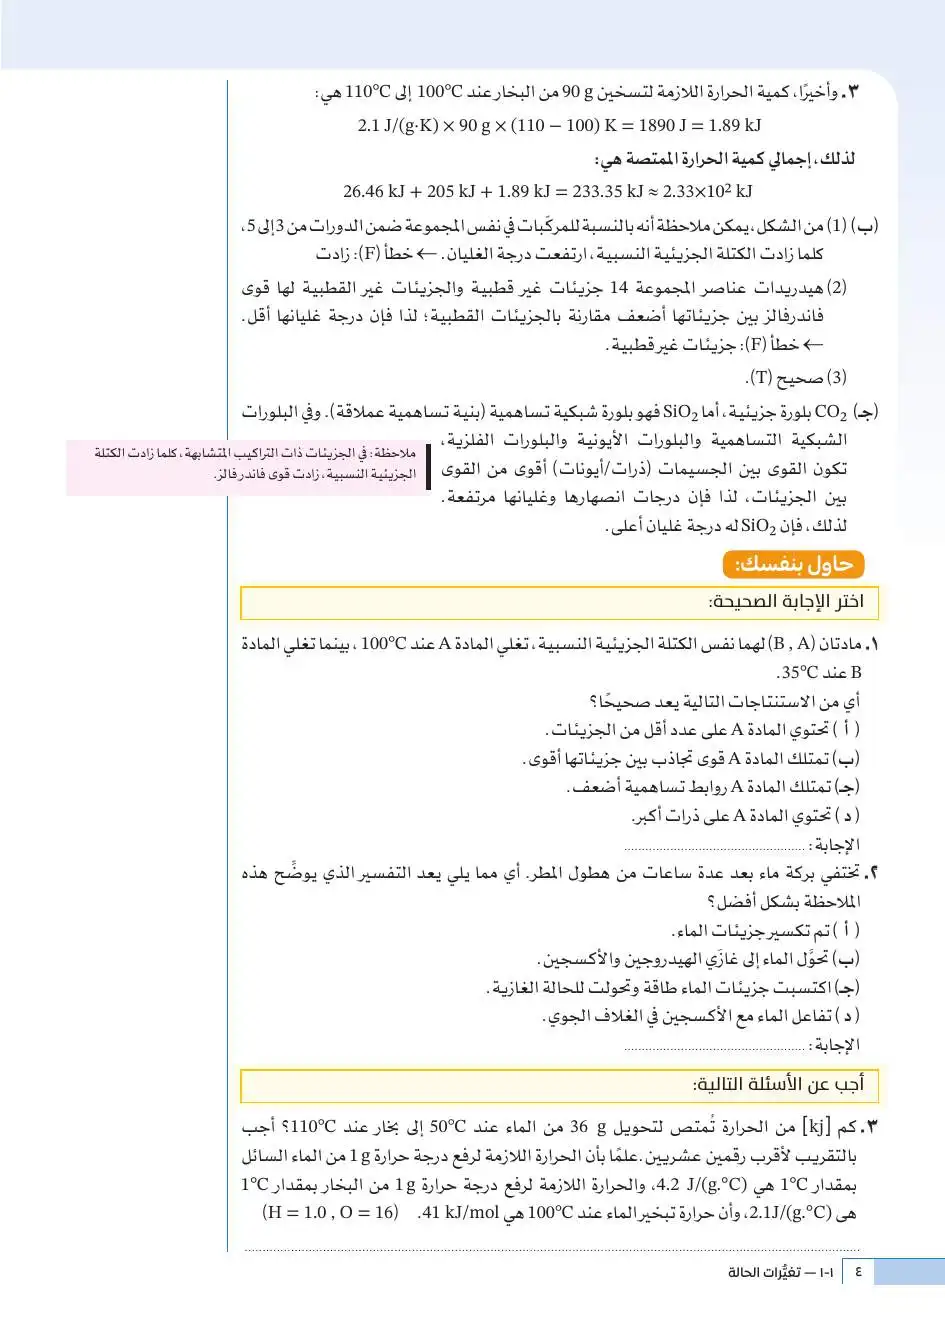 ٣. وأخيرًا، كمية الحرارة اللازمة لتسخين 90 g من البخار عند 100°C إلى 110°C هي:
2.1 J/(g·K) × 90 g × (110 − 100) K = 1890 J = 1.89 kJ
لذلك، إجمالي كمية الحرارة الممتصة هي:
26.46 kJ + 205 kJ + 1.89 kJ = 233.35 kJ ≈ 2.33×10² kJ
(ب) (1) من الشكل، يمكن ملاحظة أنه بالنسبة للمركّبات في نفس المجموعة ضمن الدورات من 3 إلى 5،
كلما زادت الكتلة الجزيئية النسبية، ارتفعت درجة الغليان. ← خطأ (F): زادت
(2) هيدريدات عناصر المجموعة 14 جزيئات غير قطبية والجزيئات غير القطبية لها قوى
فاندرفالز بين جزيئاتها أضعف مقارنة بالجزيئات القطبية؛ لذا فإن درجة غليانها أقل.
← خطأ (F): جزيئات غير قطبية.
(3) صحيح (T).
(جـ) CO₂ بلورة جزيئية، أما SiO₂ فهو بلورة شبكية تساهمية (بنية تساهمية عملاقة). وفي البلورات
الشبكية التساهمية والبلورات الأيونية والبلورات الفلزية،
تكون القوى بين الجسيمات (ذرات/أيونات) أقوى من القوى
بين الجزيئات، لذا فإن درجات انصهارها وغليانها مرتفعة.
لذلك، فإن SiO₂ له درجة غليان أعلى.
ملاحظة: في الجزيئات ذات التراكيب المتشابهة، كلما زادت الكتلة
الجزيئية النسبية، زادت قوى فاندرفالز.
حاول بنفسك:
اختر الإجابة الصحيحة:
١. مادتان (B , A) لهما نفس الكتلة الجزيئية النسبية، تغلي المادة A عند 100°C ، بينما تغلي المادة
B عند 35°C.
أي من الاستنتاجات التالية يعد صحيحًا؟
( أ ) تحتوي المادة A على عدد أقل من الجزيئات.
(ب) تمتلك المادة A قوى تجاذب بين جزيئاتها أقوى.
(جـ) تمتلك المادة A روابط تساهمية أضعف.
( د ) تحتوي المادة A على ذرات أكبر.
الإجابة: ..................................................
٢. تختفي بركة ماء بعد عدة ساعات من هطول المطر. أي مما يلي يعد التفسير الذي يوضّح هذه
الملاحظة بشكل أفضل؟
( أ ) تم تكسير جزيئات الماء.
(ب) تحوّل الماء إلى غازَي الهيدروجين والأكسجين.
(جـ) اكتسبت جزيئات الماء طاقة وتحولت للحالة الغازية.
( د ) تفاعل الماء مع الأكسجين في الغلاف الجوي.
الإجابة: ..................................................
أجب عن الأسئلة التالية:
٣. كم [kj] من الحرارة تُمتص لتحويل 36 g من الماء عند 50°C إلى بخار عند 110°C؟ أجب
بالتقريب لأقرب رقمين عشريين. علمًا بأن الحرارة اللازمة لرفع درجة حرارة 1 g من الماء السائل
بمقدار 1°C هي 4.2 J/(g.°C)، والحرارة اللازمة لرفع درجة حرارة 1 g من البخار بمقدار 1°C
هى 2.1J/(g.°C)، وأن حرارة تبخير الماء عند 100°C هي 41 kJ/mol. (H = 1.0 , O = 16)
..................................................
٤ ١-١ — تغيُّرات الحالة